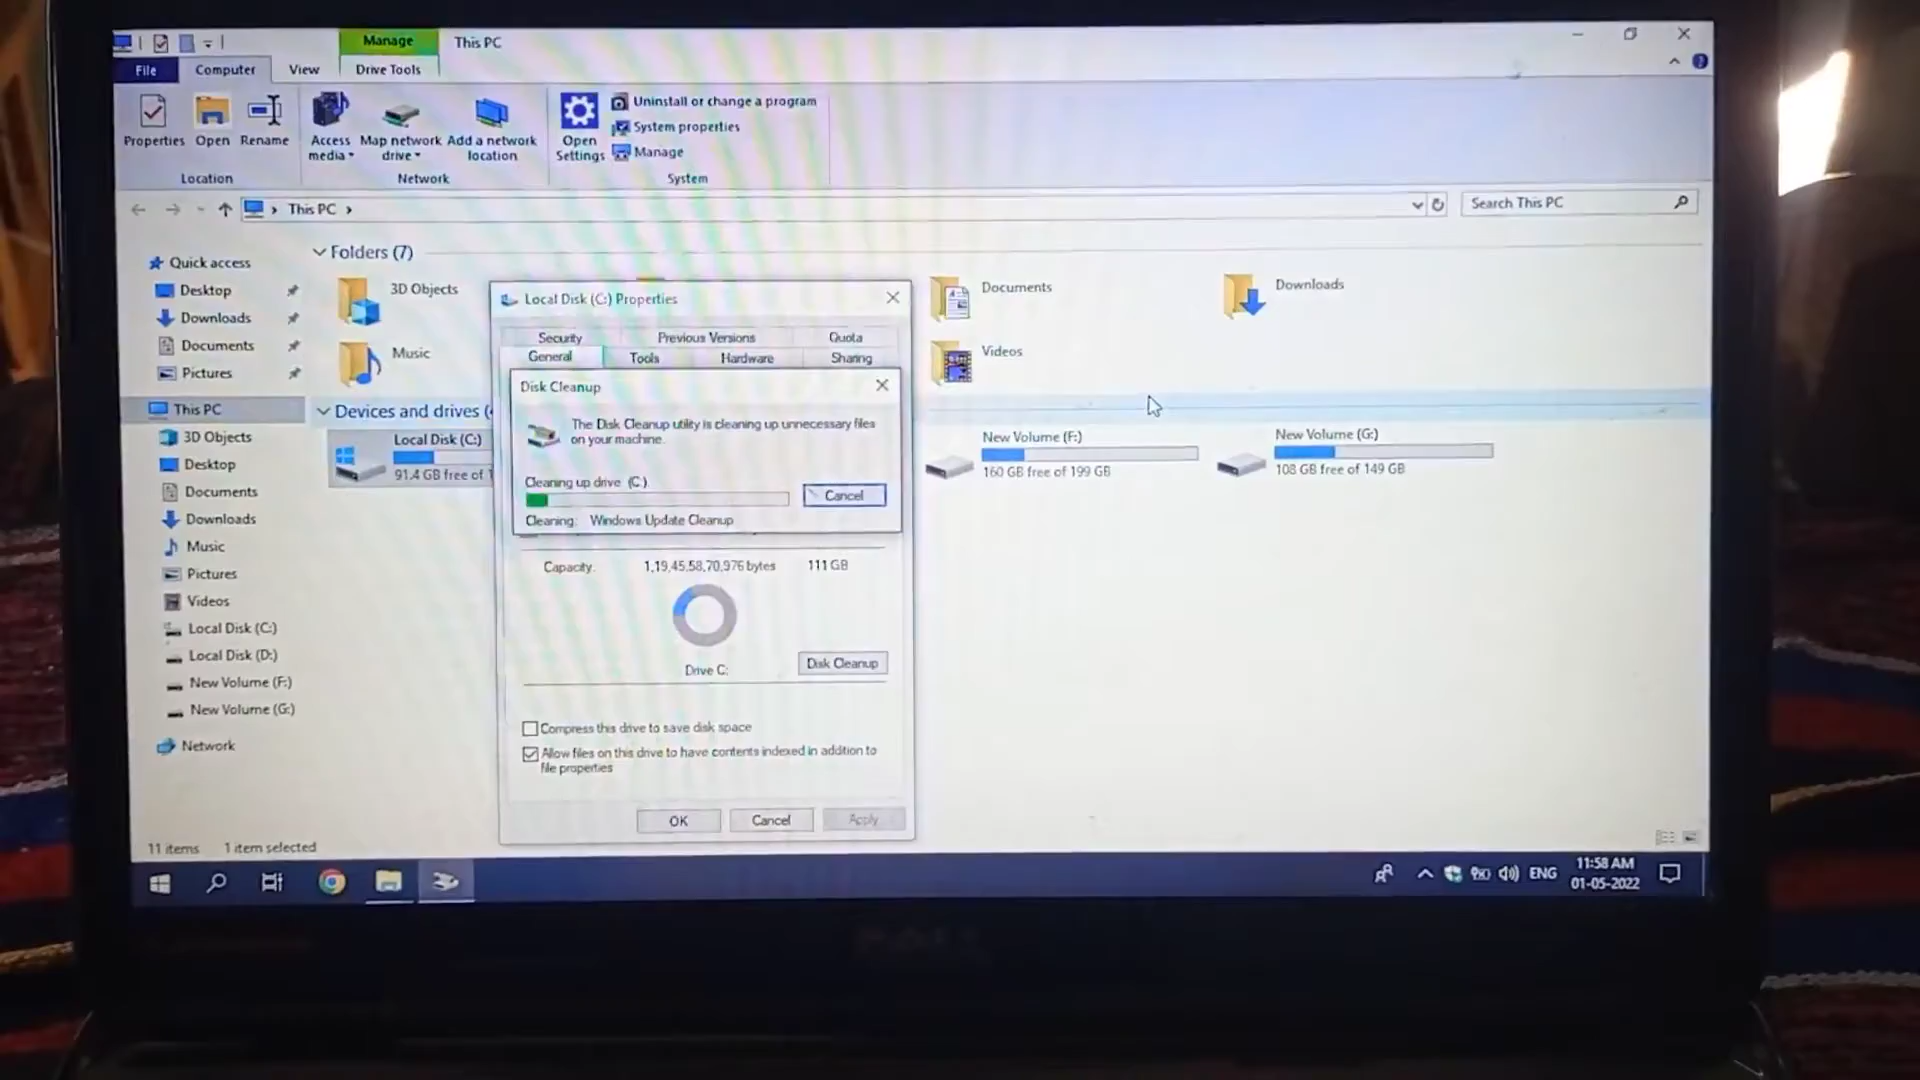 Manage
This PC
File
Computer
View
Drive Tools
Properties
Open
Rename
Access media
Map network drive
Add a network location
Open Settings
Uninstall or change a program
System properties
Manage
Location
Network
System
This PC
Search This PC
Quick access
Desktop
Downloads
Documents
Pictures
This PC
3D Objects
Desktop
Documents
Downloads
Music
Pictures
Videos
Local Disk (C:)
Local Disk (D:)
New Volume (F:)
New Volume (G:)
Network
Folders (7)
3D Objects
Documents
Downloads
Music
Videos
Devices and drives (
Local Disk (C:)
91.4 GB free of 1
New Volume (F:)
160 GB free of 199 GB
New Volume (G:)
108 GB free of 149 GB
Local Disk (C:) Properties
Security
Previous Versions
Quota
General
Tools
Hardware
Sharing
Disk Cleanup
The Disk Cleanup utility is cleaning up unnecessary files
on your machine.
Cleaning up drive (C:).
Cancel
Cleaning: Windows Update Cleanup
Capacity: 1,19,45,58,70,976 bytes 111 GB
Drive C:
Disk Cleanup
Compress this drive to save disk space
Allow files on this drive to have contents indexed in addition to
file properties
OK
Cancel
Apply
11 items 1 item selected
ENG
11:58 AM
01-05-2022
DELL